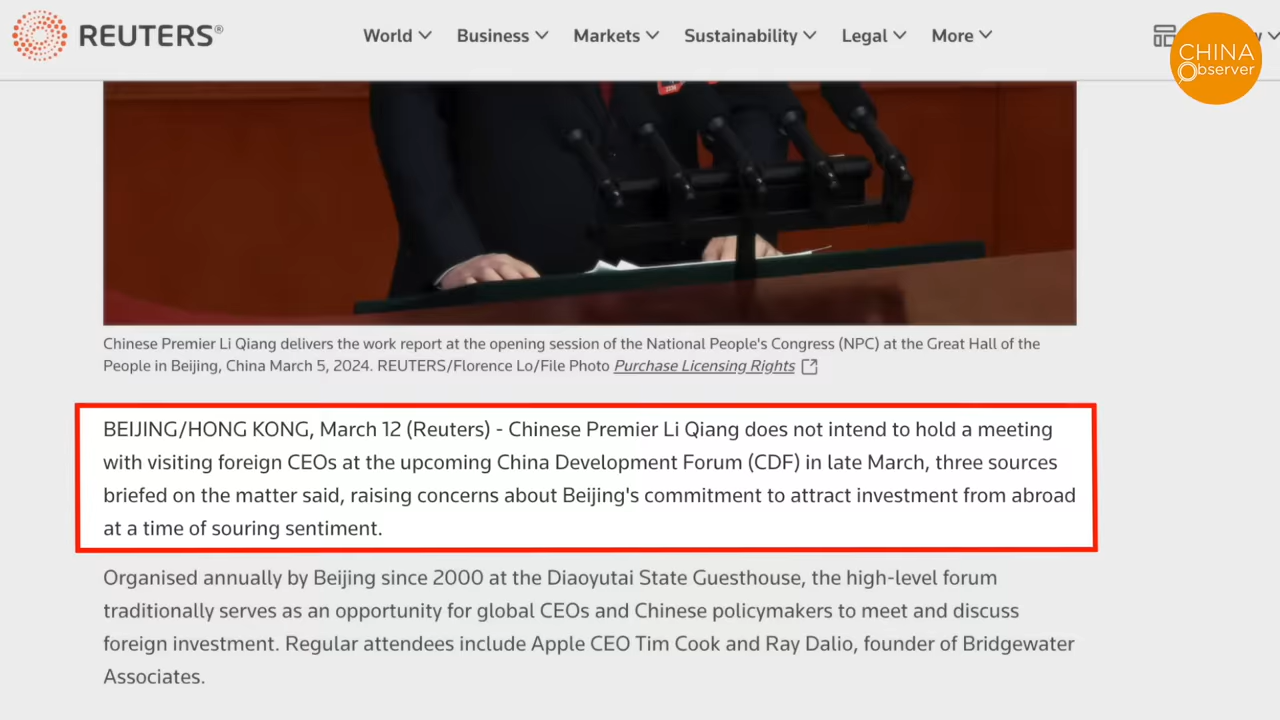 REUTERS®
World
Business
Markets
Sustainability
Legal
More
CHINA
Observer
Chinese Premier Li Qiang delivers the work report at the opening session of the National People's Congress (NPC) at the Great Hall of the
People in Beijing, China March 5, 2024. REUTERS/Florence Lo/File Photo Purchase Licensing Rights
BEIJING/HONG KONG, March 12 (Reuters) - Chinese Premier Li Qiang does not intend to hold a meeting
with visiting foreign CEOs at the upcoming China Development Forum (CDF) in late March, three sources
briefed on the matter said, raising concerns about Beijing's commitment to attract investment from abroad
at a time of souring sentiment.
Organised annually by Beijing since 2000 at the Diaoyutai State Guesthouse, the high-level forum
traditionally serves as an opportunity for global CEOs and Chinese policymakers to meet and discuss
foreign investment. Regular attendees include Apple CEO Tim Cook and Ray Dalio, founder of Bridgewater
Associates.